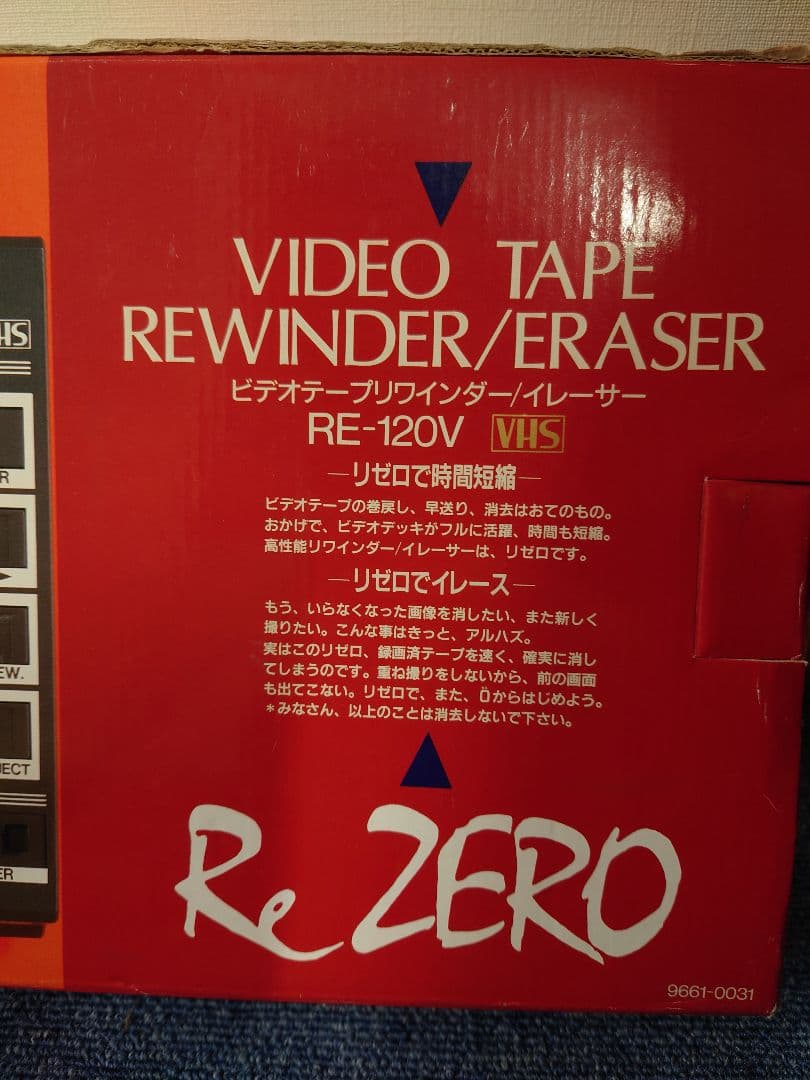 VIDEO TAPE
REWINDER/ERASER
ビデオテープリワインダー/イレーサー
RE-120V VHS
—リゼロで時間短縮—
ビデオテープの巻戻し、早送り、消去はおてのもの。
おかげで、ビデオデッキがフルに活躍、時間も短縮。
高性能リワインダー/イレーサーは、リゼロです。
—リゼロでイレース—
もう、いらなくなった画像を消したい、また新しく
撮りたい。こんな事はきっと、アルハズ。
実はこのリゼロ、録画済テープを速く、確実に消し
てしまうのです。重ね撮りをしないから、前の画面
も出てこない。リゼロで、また、0からはじめよう。
*みなさん、以上のことは消去しないで下さい。
Re ZERO
9661-0031
HS
R
EW.
JECT
ER